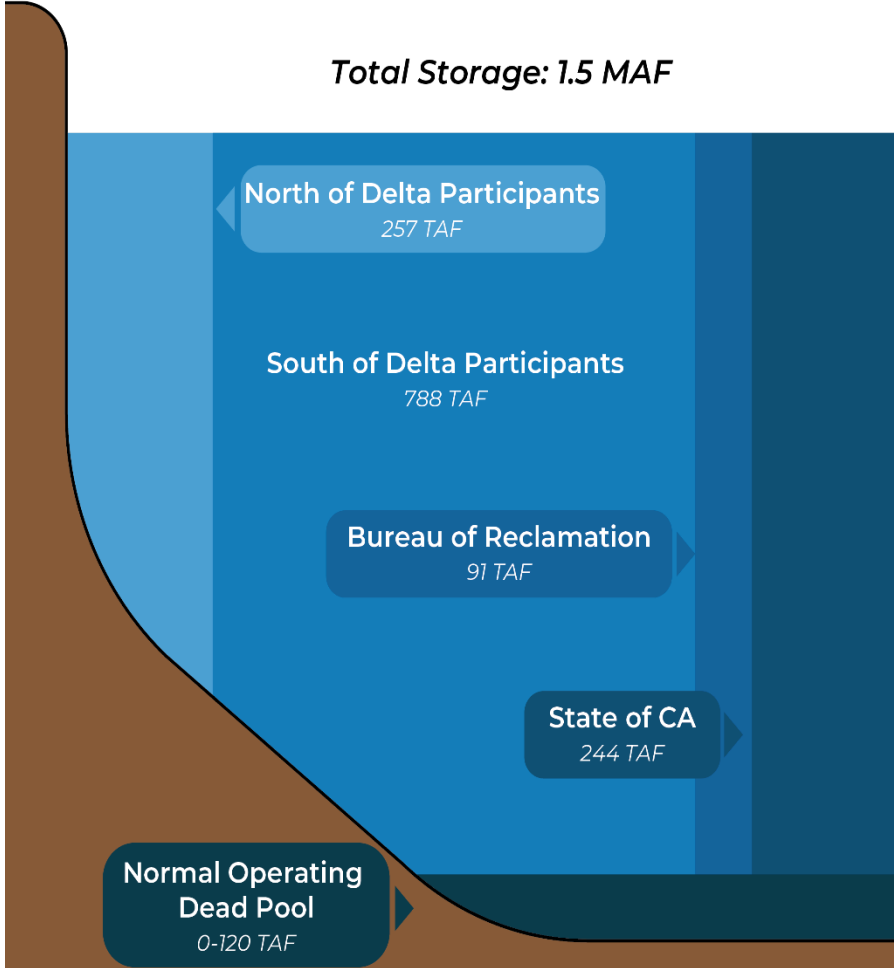 Total Storage: 1.5 MAF
North of Delta Participants
257 TAF
South of Delta Participants
788 TAF
Bureau of Reclamation
91 TAF
State of CA
244 TAF
Normal Operating
Dead Pool
0-120 TAF